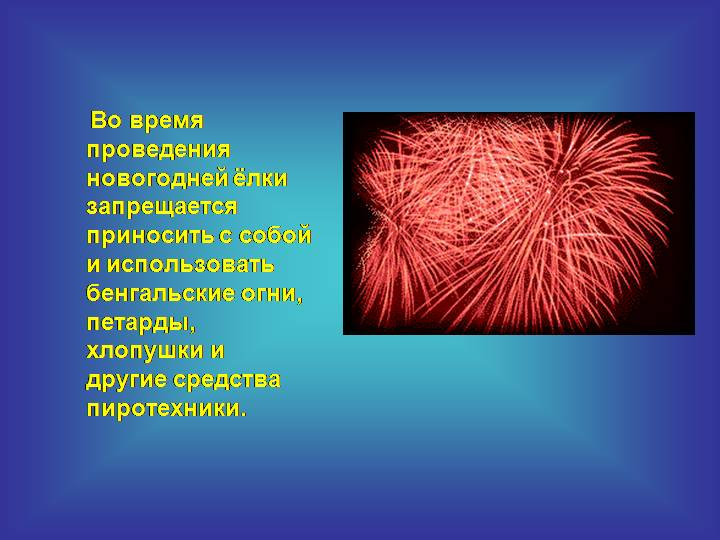 Во время
проведения
новогодней ёлки
запрещается
приносить с собой
и использовать
бенгальские огни,
петарды,
хлопушки и
другие средства
пиротехники.